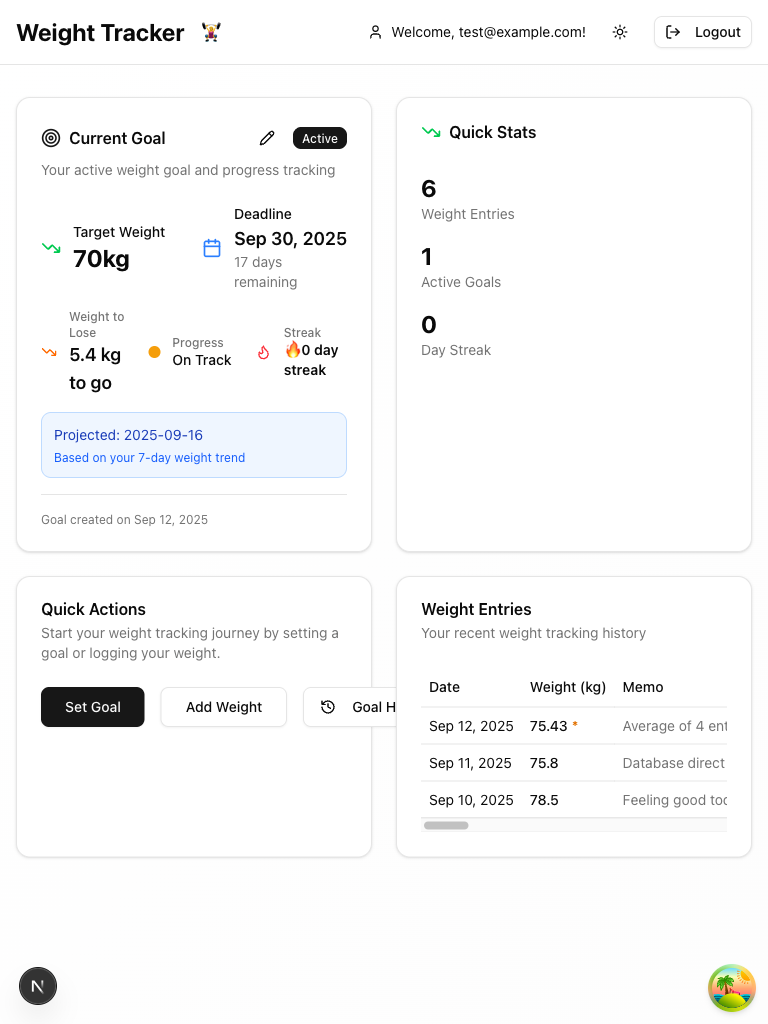 Weight Tracker 🏋️
Welcome, test@example.com!
Logout
Current Goal
Active
Your active weight goal and progress tracking
Target Weight
70kg
Deadline
Sep 30, 2025
17 days
remaining
Weight to
Lose
5.4 kg
to go
Progress
On Track
Streak
🔥0 day
streak
Projected: 2025-09-16
Based on your 7-day weight trend
Goal created on Sep 12, 2025
Quick Stats
6
Weight Entries
1
Active Goals
0
Day Streak
Quick Actions
Start your weight tracking journey by setting a
goal or logging your weight.
Set Goal
Add Weight
Goal H
Weight Entries
Your recent weight tracking history
Date Weight (kg) Memo
Sep 12, 2025 75.43 * Average of 4 ent
Sep 11, 2025 75.8 Database direct
Sep 10, 2025 78.5 Feeling good
N